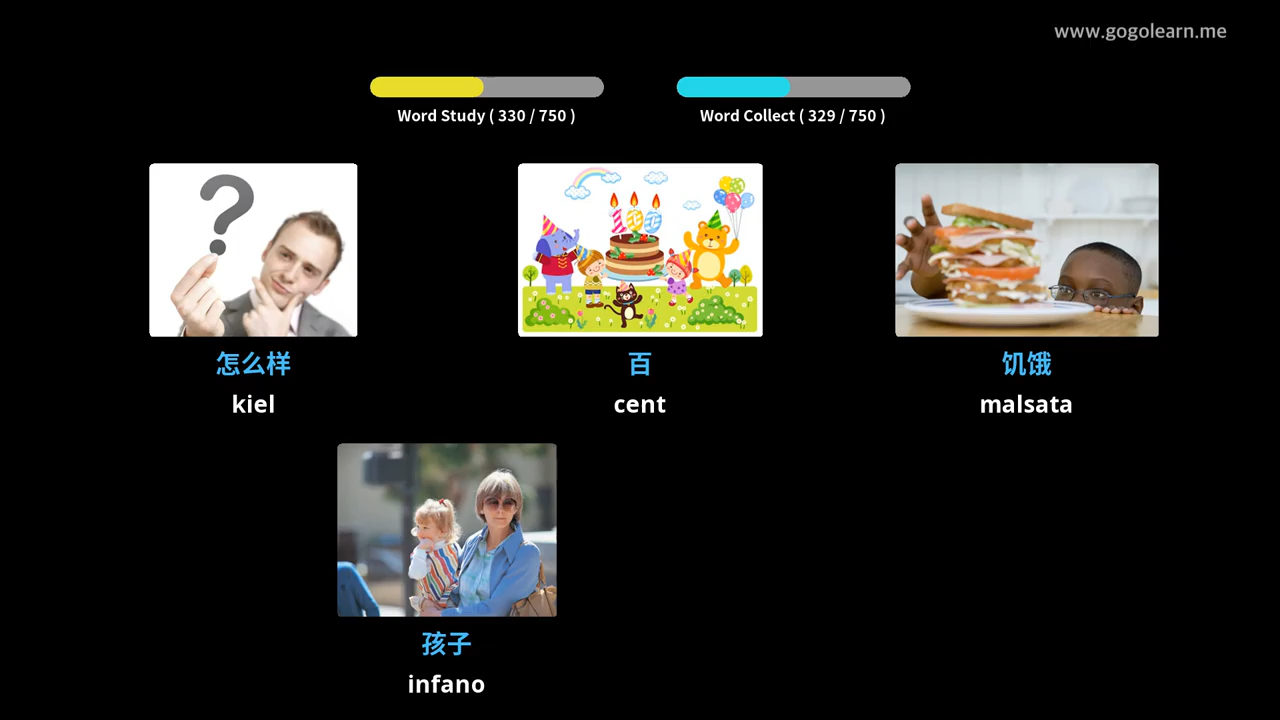 www.gogolearn.me
Word Study ( 330 / 750 )
Word Collect ( 329 / 750 )
怎么样
kiel
百
cent
饥饿
malsata
孩子
infano